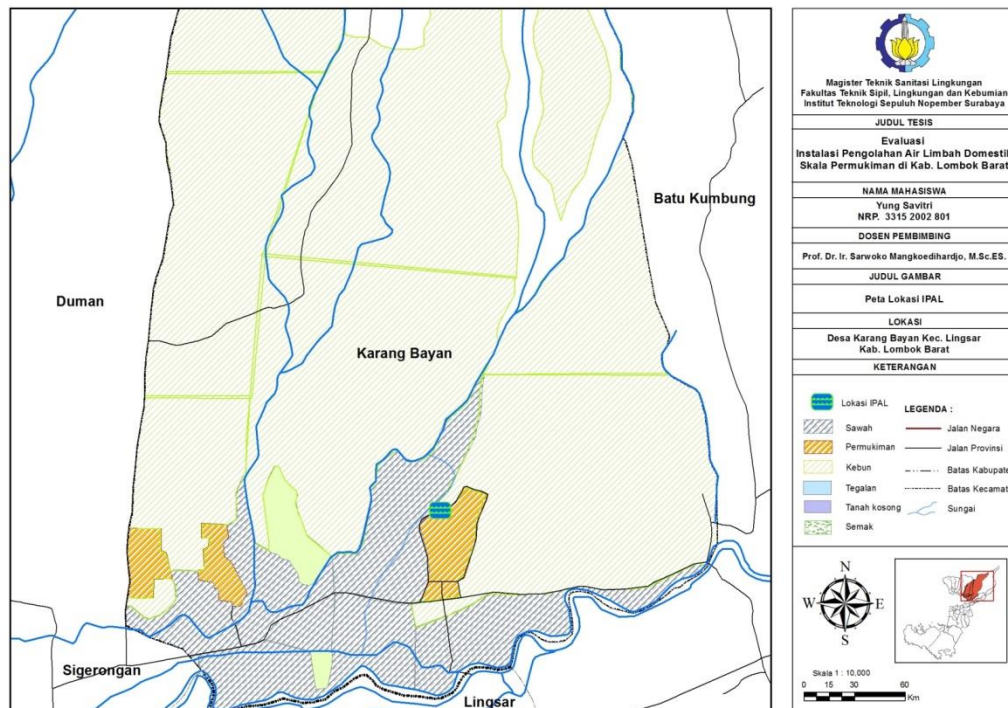 Duman
Karang Bayan
Batu Kumbung
Sigerongan
Lingsar
Magister Teknik Sanitasi Lingkungan
Fakultas Teknik Sipil, Lingkungan dan Kebumian
Institut Teknologi Sepuluh Nopember Surabaya
JUDUL TESIS
Evaluasi
Instalasi Pengolahan Air Limbah Domestik
Skala Permukiman di Kab. Lombok Barat
NAMA MAHASISWA
Yung Savitri
NRP. 3315 2002 801
DOSEN PEMBIMBING
Prof. Dr. Ir. Sarwoko Mangkoedihardjo, M.Sc.ES.
JUDUL GAMBAR
Peta Lokasi IPAL
LOKASI
Desa Karang Bayan Kec. Lingsar
Kab. Lombok Barat
KETERANGAN
Lokasi IPAL
Sawah
Permukiman
Kebun
Tegalan
Tanah kosong
Semak
LEGENDA :
Jalan Negara
Jalan Provinsi
Batas Kabupate
Batas Kecamat
Sungai
N
W E
S
Skala 1 : 10,000
0 15 30 60
Km